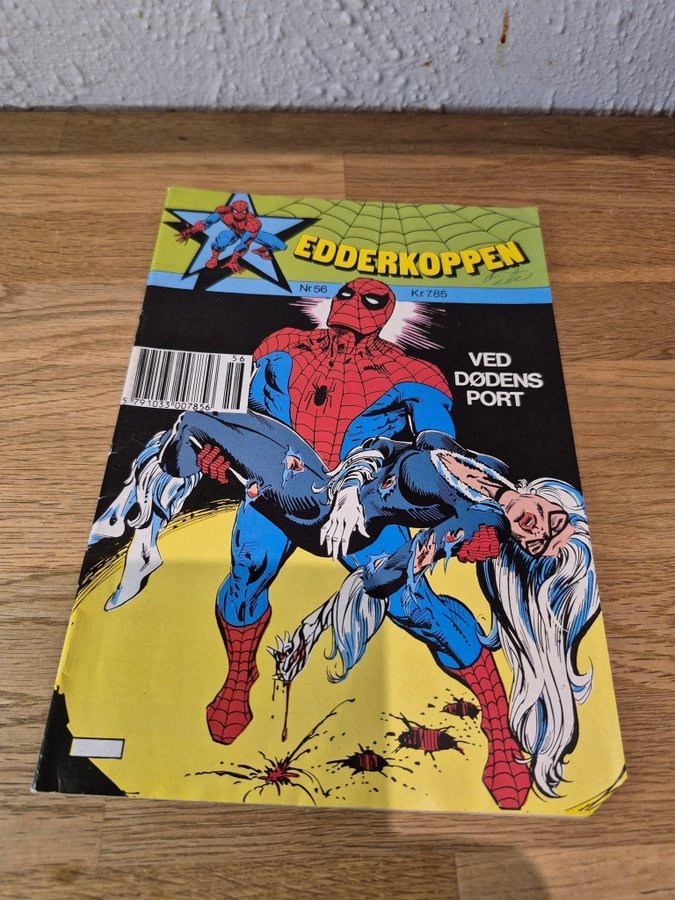 EDDERKOPPEN
Nr. 56 Kr. 7.85
VED
DØDENS
PORT
56
5 791033 007856